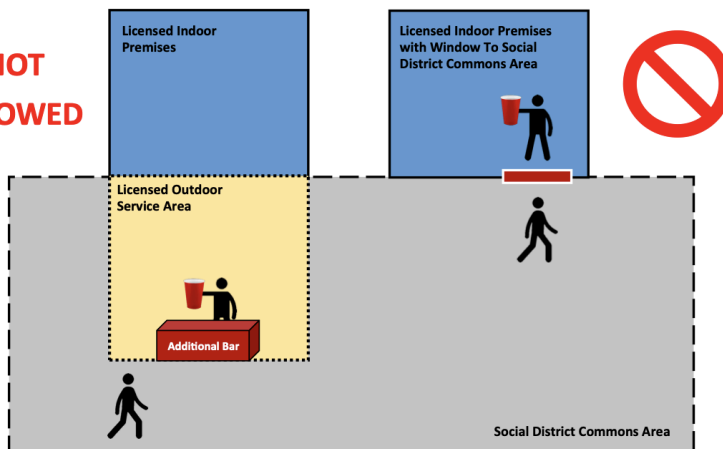 Licensed Indoor
Premises
Licensed Indoor Premises
with Window To Social
District Commons Area
OWED
Licensed Outdoor
Service Area
Additional Bar
Social District Commons Area